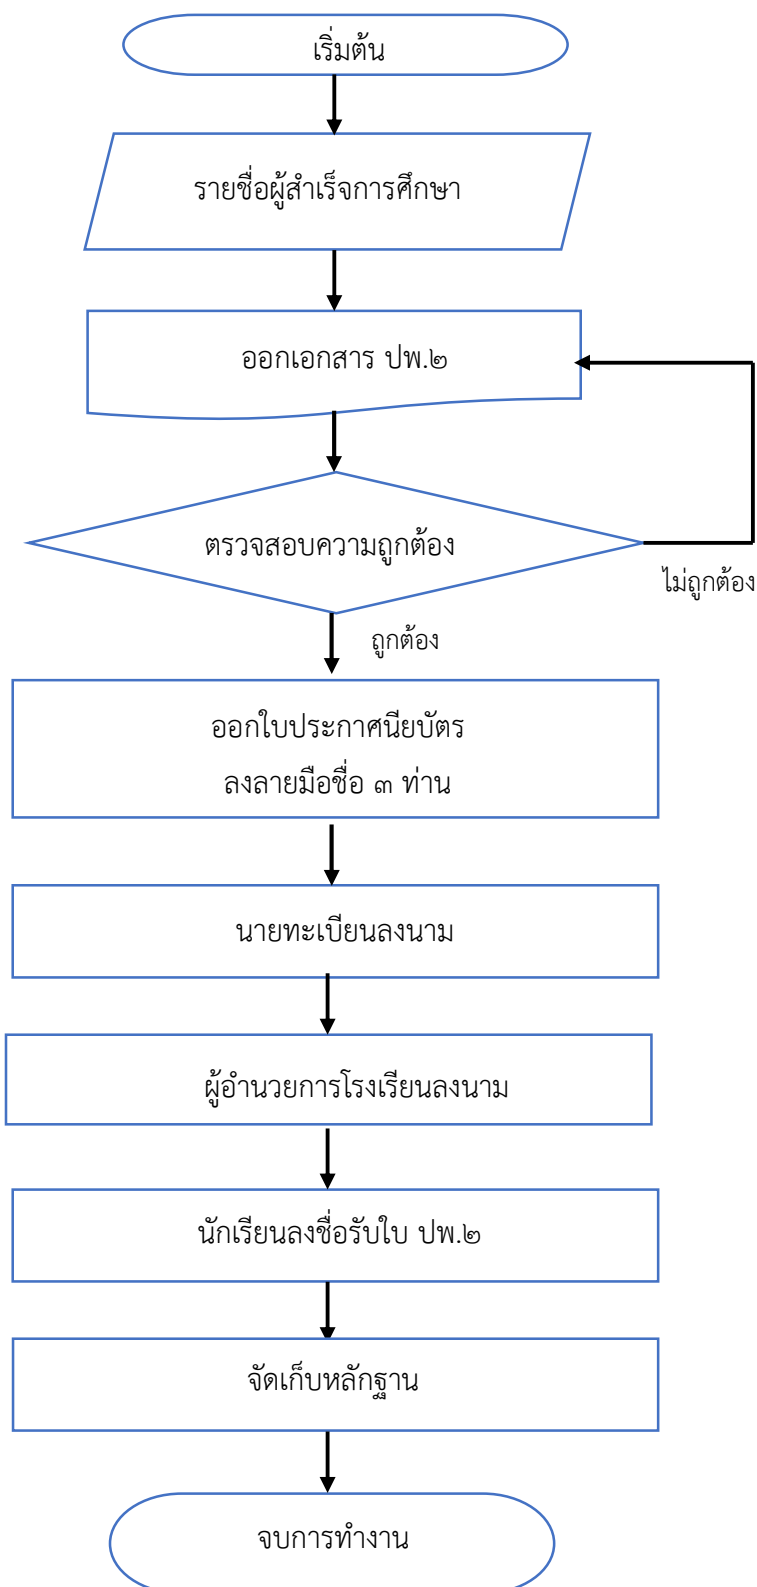 เริ่มต้น
รายชื่อผู้สำเร็จการศึกษา
ออกเอกสาร ปพ.๒
ตรวจสอบความถูกต้อง
ไม่ถูกต้อง
ถูกต้อง
ออกใบประกาศนียบัตร
ลงลายมือชื่อ ๓ ท่าน
นายทะเบียนลงนาม
ผู้อำนวยการโรงเรียนลงนาม
นักเรียนลงชื่อรับใบ ปพ.๒
จัดเก็บหลักฐาน
จบการทำงาน